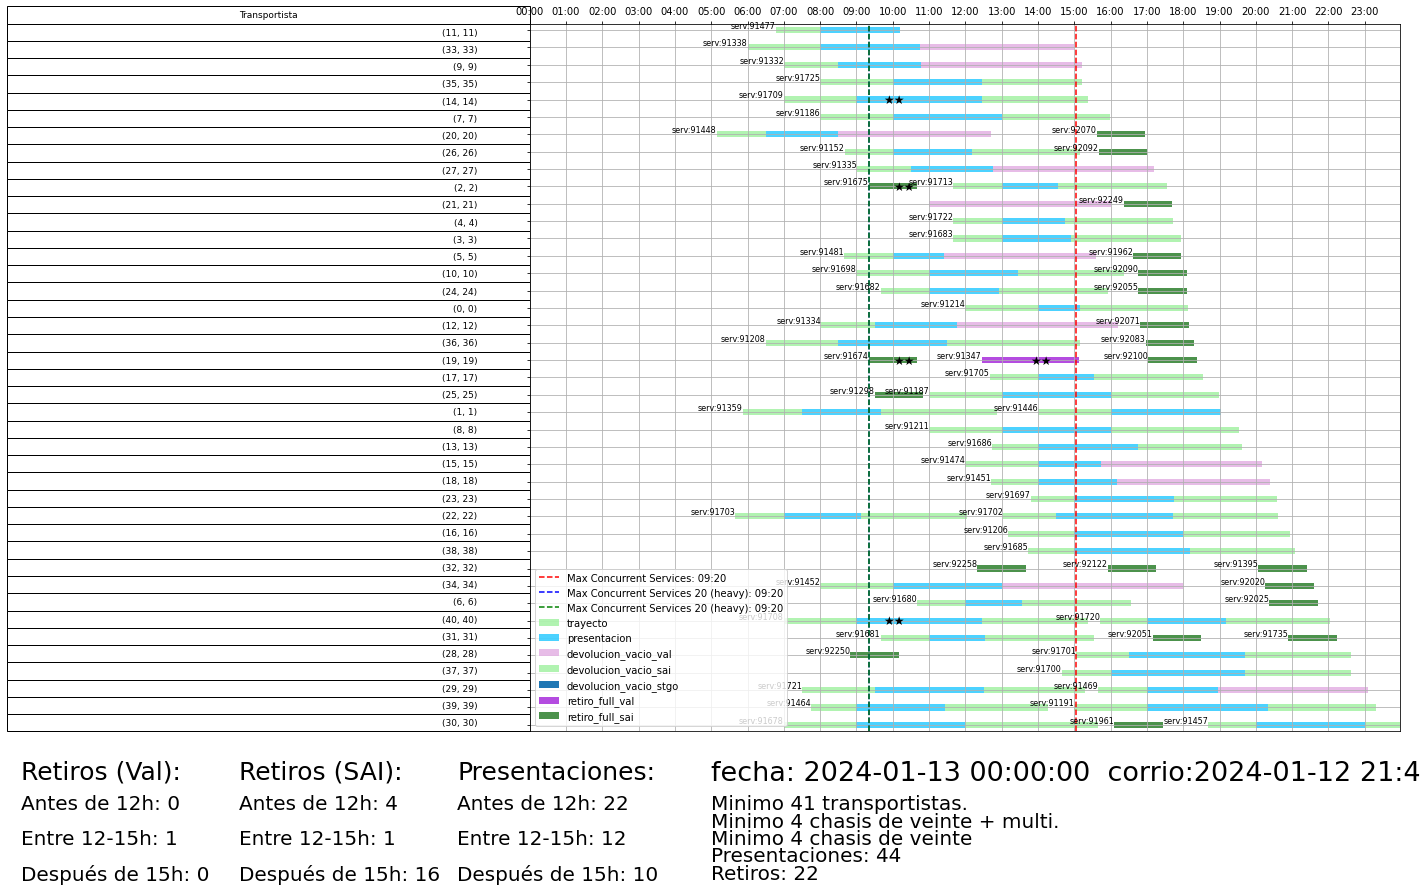 Transportista 00:00 01:00 02:00 03:00 04:00 05:00 06:00 07:00 08:00 09:00 10:00 11:00 12:00 13:00 14:00 15:00 16:00 17:00 18:00 19:00 20:00 21:00 22:00 23:00
(11, 11) serv:91477
(33, 33) serv:91338
(9, 9) serv:91332
(35, 35) serv:91725
(14, 14) serv:91709
(7, 7) serv:91186
(20, 20) serv:91448 serv:92070
(26, 26) serv:91152 serv:92092
(27, 27) serv:91335
(2, 2) serv:91675 serv:91713
(21, 21) serv:92249
(4, 4) serv:91722
(3, 3) serv:91683
(5, 5) serv:91481 serv:91962
(10, 10) serv:91698 serv:92090
(24, 24) serv:91682 serv:92055
(0, 0) serv:91214
(12, 12) serv:91334 serv:92071
(36, 36) serv:91208 serv:92083
(19, 19) serv:91674 serv:91347 serv:92100
(17, 17) serv:91705
(25, 25) serv:91298 serv:91187
(1, 1) serv:91359 serv:91446
(8, 8) serv:91211
(13, 13) serv:91686
(15, 15) serv:91474
(18, 18) serv:91451
(23, 23) serv:91697
(22, 22) serv:91703 serv:91702
(16, 16) serv:91206
(38, 38) serv:91685
(32, 32) serv:92258 serv:92122 serv:91395
(34, 34) serv:91452 serv:92020
(6, 6) serv:91680 serv:92025
(40, 40) serv:91708 serv:91720
(31, 31) serv:91681 serv:92051 serv:91735
(28, 28) serv:92250 serv:91701
(37, 37) serv:91700
(29, 29) serv:91721 serv:91469
(39, 39) serv:91464 serv:91191
(30, 30) serv:91678 serv:91961 serv:91457
Max Concurrent Services: 09:20
Max Concurrent Services 20 (heavy): 09:20
Max Concurrent Services 20 (heavy): 09:20
trayecto
presentacion
devolucion_vacio_val
devolucion_vacio_sai
devolucion_vacio_stgo
retiro_full_val
retiro_full_sai
Retiros (Val):
Antes de 12h: 0
Entre 12-15h: 1
Después de 15h: 0
Retiros (SAI):
Antes de 12h: 4
Entre 12-15h: 1
Después de 15h: 16
Presentaciones:
Antes de 12h: 22
Entre 12-15h: 12
Después de 15h: 10
fecha: 2024-01-13 00:00:00 corrio:2024-01-12 21:4
Minimo 41 transportistas.
Minimo 4 chasis de veinte + multi.
Minimo 4 chasis de veinte
Presentaciones: 44
Retiros: 22